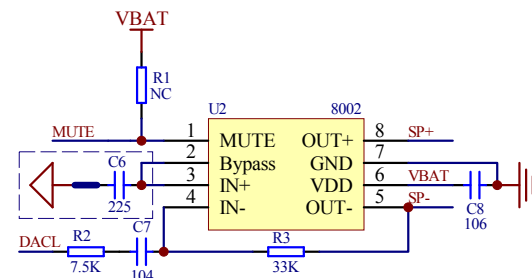 VBAT
R1
NC
U2 8002
MUTE 1 MUTE OUT+ 8 SP+
2 Bypass GND 7
C6 3 IN+ VDD 6 VBAT
225 4 IN- OUT- 5 SP-
C7 C8
106
DACL R2 R3
7.5K 104 33K